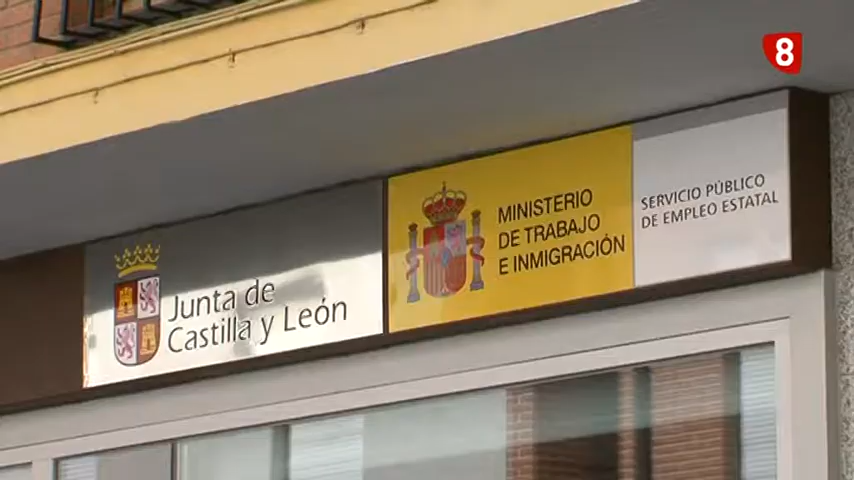 8
Junta de
Castilla y León
MINISTERIO
DE TRABAJO
E INMIGRACIÓN
SERVICIO PÚBLICO
DE EMPLEO ESTATAL